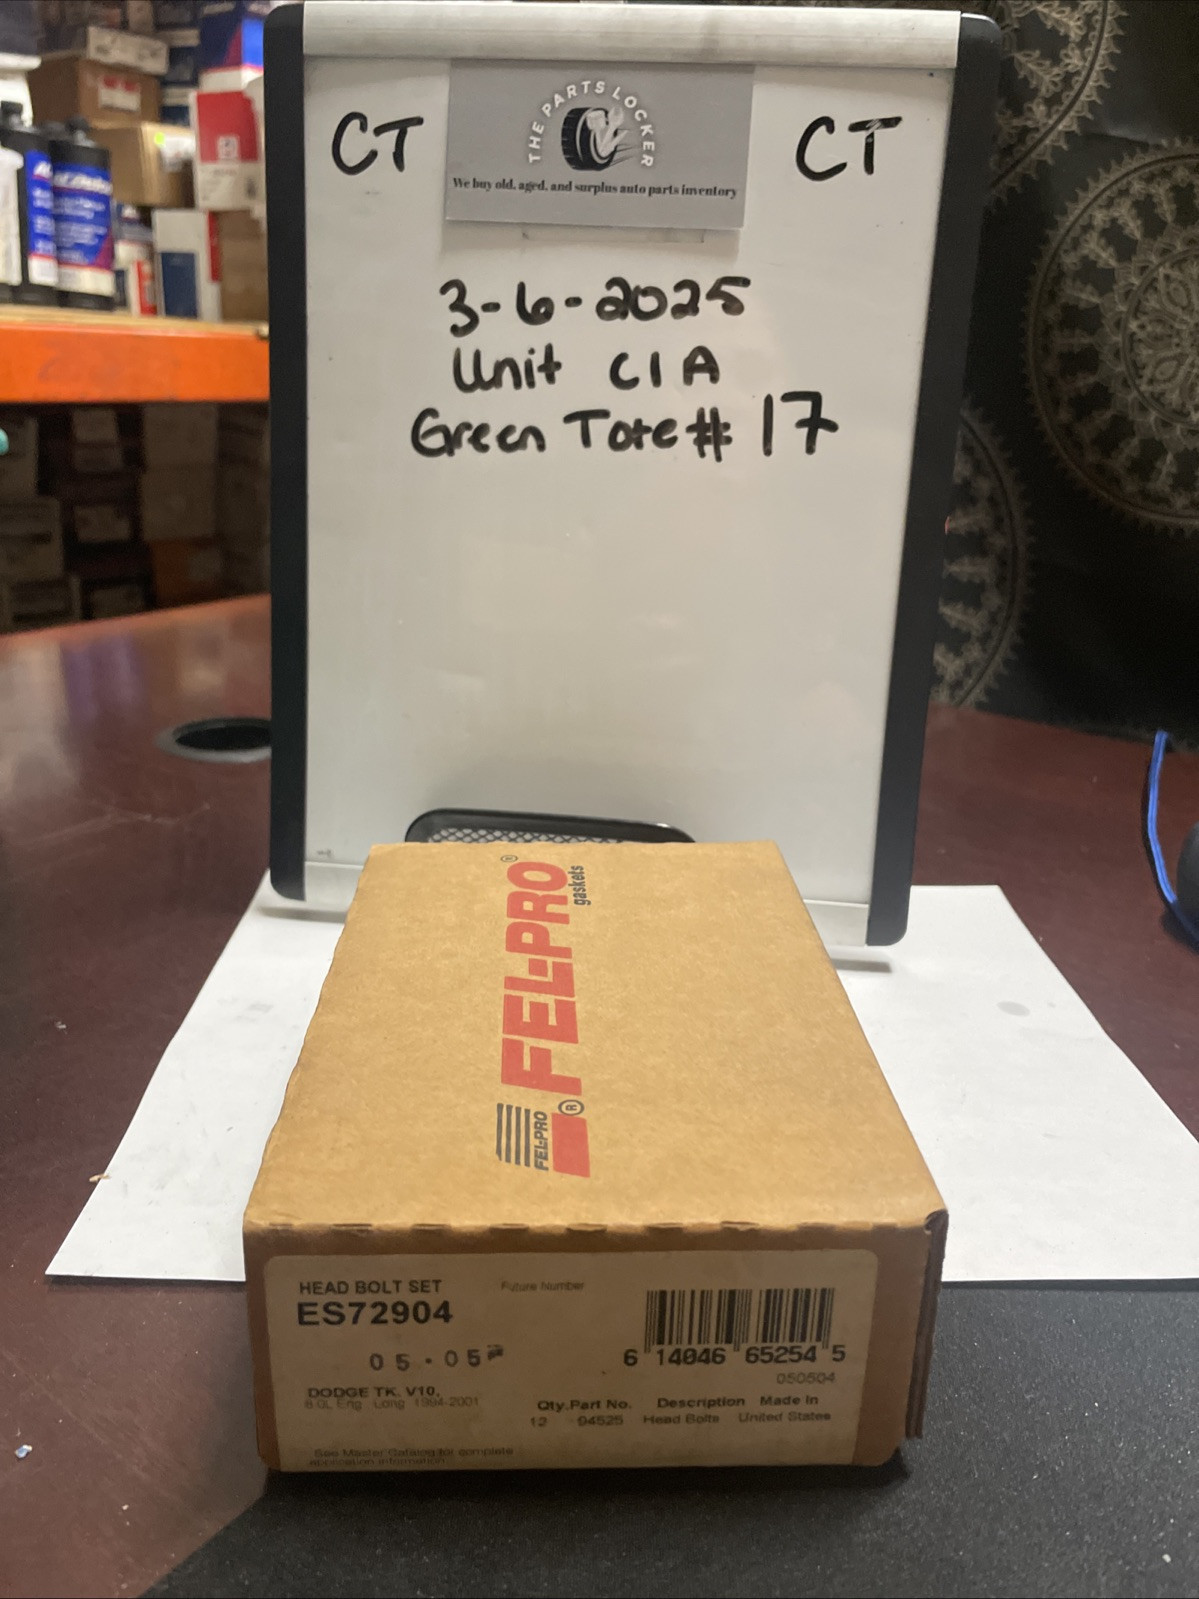 CT
THE PARTS LOCKER
CT
We buy old, aged, and surplus auto parts inventory
3-6-2025
Unit C1A
Green Tote# 17
FEL-PRO®
gaskets
FEL-PRO
®
HEAD BOLT SET
Future Number
ES72904
05·05
6 14046 65254 5
050504
DODGE TK. V10,
8.0L Eng Long 1994-2001
Qty. Part No. Description Made In
12 94525 Head Bolts United States
See Master Catalog for complete
application information